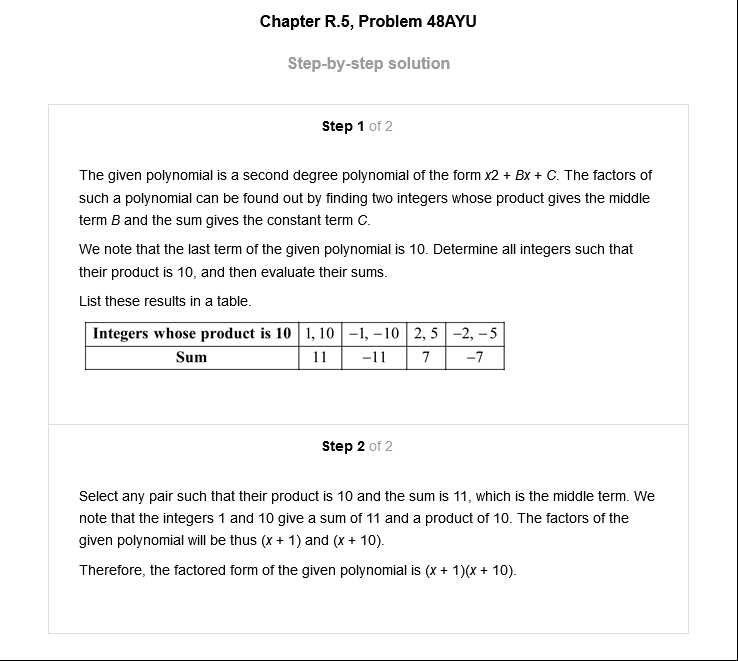 Chapter R.5, Problem 48AYU
Step-by-step solution
Step 1 of 2
The given polynomial is a second degree polynomial of the form x2 + Bx + C. The factors of
such a polynomial can be found out by finding two integers whose product gives the middle
term B and the sum gives the constant term C.
We note that the last term of the given polynomial is 10. Determine all integers such that
their product is 10, and then evaluate their sums.
List these results in a table.
Integers whose product is 10 1, 10 −1, −10 2, 5 −2, −5
Sum 11 −11 7 −7
Step 2 of 2
Select any pair such that their product is 10 and the sum is 11, which is the middle term. We
note that the integers 1 and 10 give a sum of 11 and a product of 10. The factors of the
given polynomial will be thus (x + 1) and (x + 10).
Therefore, the factored form of the given polynomial is (x + 1)(x + 10).